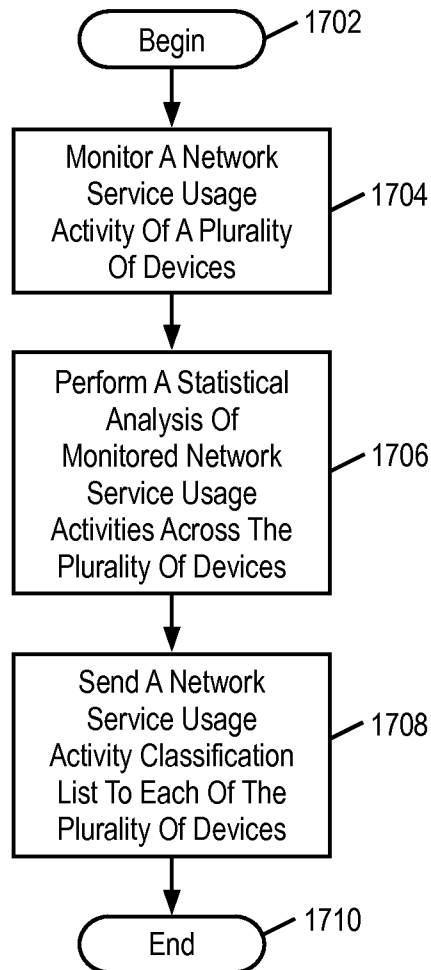 Begin
1702
Monitor A Network
Service Usage
Activity Of A Plurality
Of Devices
1704
Perform A Statistical
Analysis Of
Monitored Network
Service Usage
Activities Across The
Plurality Of Devices
1706
Send A Network
Service Usage
Activity Classification
List To Each Of The
Plurality Of Devices
1708
End
1710